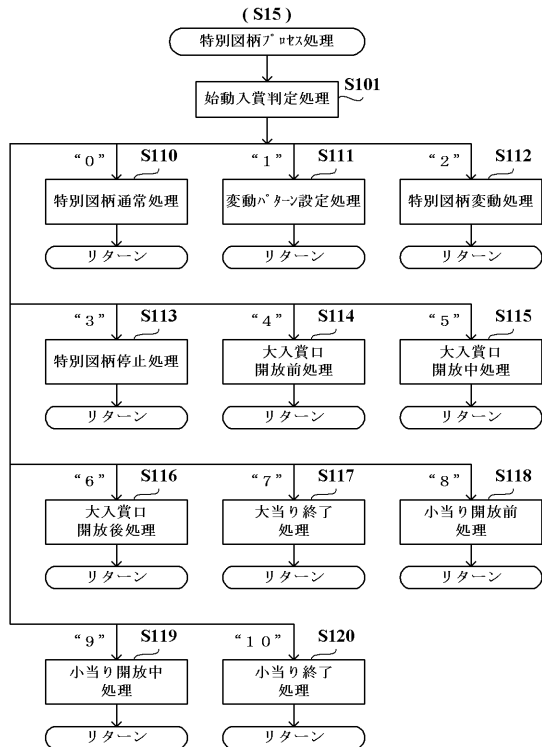 (S15)
特別図柄ﾌﾟﾛｾｽ処理
S101
始動入賞判定処理
“0” S110 “1” S111 “2” S112
特別図柄通常処理 変動ﾊﾟﾀｰﾝ設定処理 特別図柄変動処理
リターン リターン リターン
“3” S113 “4” S114 “5” S115
特別図柄停止処理
大入賞口
開放前処理
大入賞口
開放中処理
リターン リターン リターン
“6” S116 “7” S117 “8” S118
大入賞口
開放後処理
大当り終了
処理
小当り開放前
処理
リターン リターン リターン
“9” S119 “10” S120
小当り開放中
処理
小当り終了
処理
リターン リターン